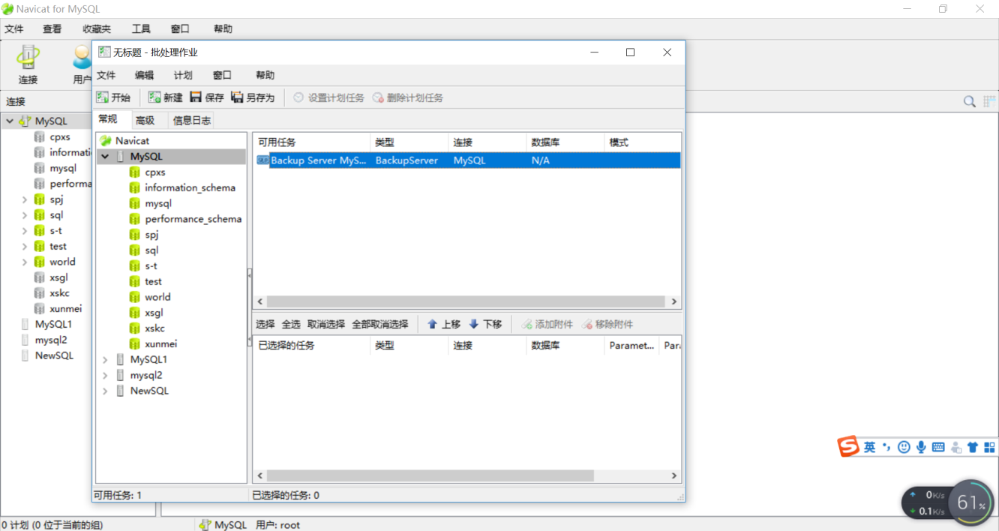 Navicat for MySQL
文件 查看 收藏夹 工具 窗口 帮助
连接 用户
连接
MySQL
cpxs
informati
mysql
performa
spj
sql
s-t
test
world
xsgl
xskc
xunmei
MySQL1
mysql2
NewSQL
无标题 - 批处理作业
文件 编辑 计划 窗口 帮助
开始 新建 保存 另存为 设置计划任务 删除计划任务
常规 高级 信息日志
Navicat
MySQL
cpxs
information_schema
mysql
performance_schema
spj
sql
s-t
test
world
xsgl
xskc
xunmei
MySQL1
mysql2
NewSQL
可用任务 类型 连接 数据库 模式
Backup Server MyS... BackupServer MySQL N/A
选择 全选 取消选择 全部取消选择 上移 下移 添加附件 移除附件
已选择的任务 类型 连接 数据库 Paramet... Par
可用任务: 1 已选择的任务: 0
英
0K/s
0.1K/s
61%
0 计划 (0 位于当前的组) MySQL 用户: root